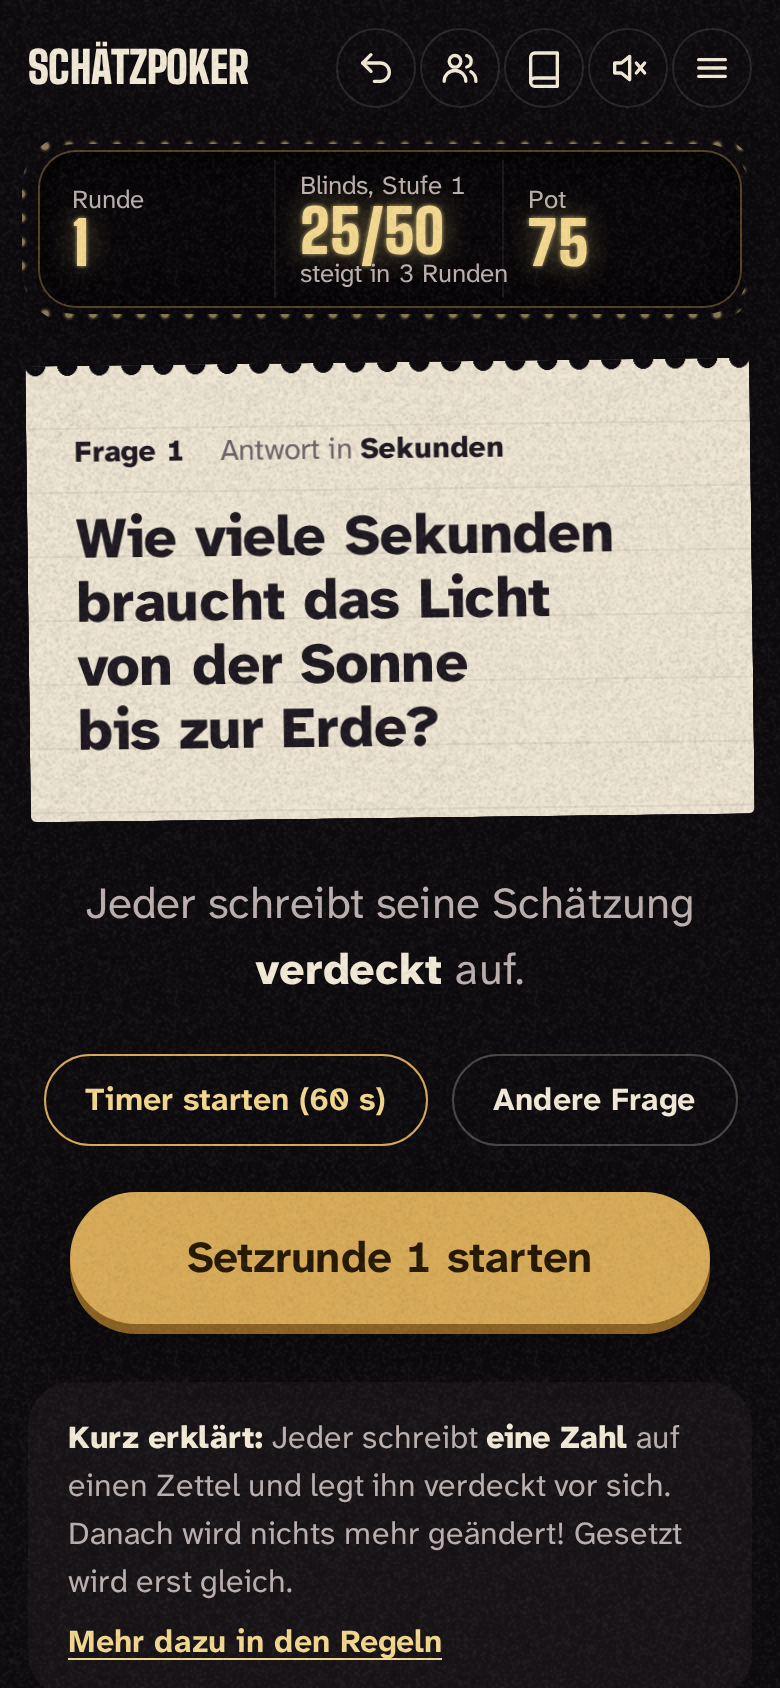 SCHÄTZPOKER
Runde
1
Blinds, Stufe 1
25/50
steigt in 3 Runden
Pot
75
Frage 1 Antwort in Sekunden
Wie viele Sekunden
braucht das Licht
von der Sonne
bis zur Erde?
Jeder schreibt seine Schätzung
verdeckt auf.
Timer starten (60 s)
Andere Frage
Setzrunde 1 starten
Kurz erklärt: Jeder schreibt eine Zahl auf
einen Zettel und legt ihn verdeckt vor sich.
Danach wird nichts mehr geändert! Gesetzt
wird erst gleich.
Mehr dazu in den Regeln